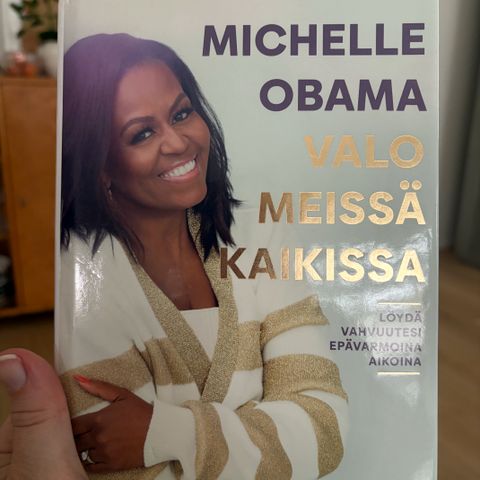 MICHELLE
OBAMA
VALO
MEISSÄ
KAIKISSA
LÖYDÄ
VAHVUUTESI
EPÄVARMOINA
AIKOINA